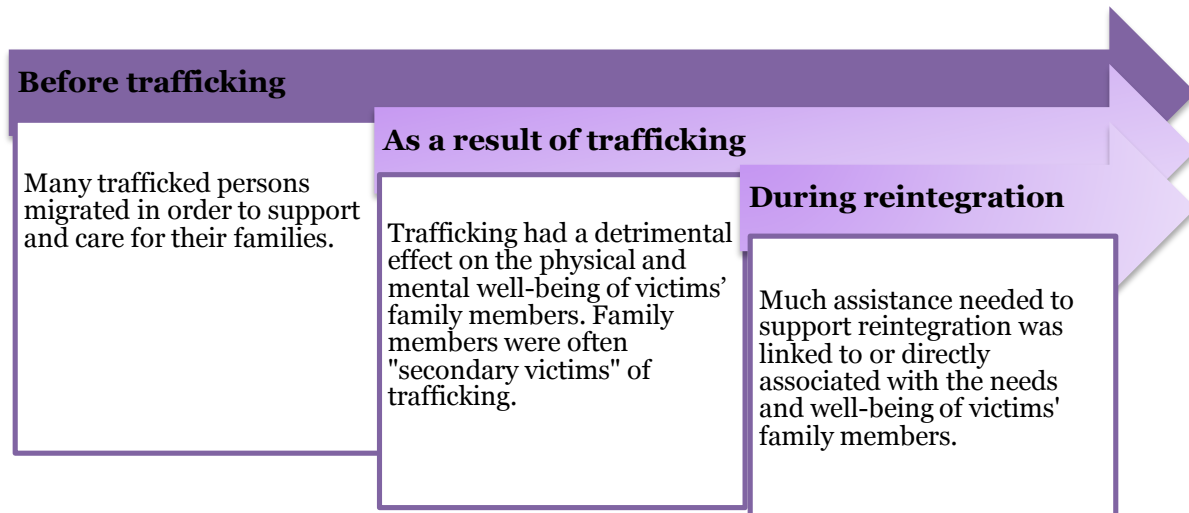 Before trafficking
Many trafficked persons
migrated in order to support
and care for their families.
As a result of trafficking
Trafficking had a detrimental
effect on the physical and
mental well-being of victims’
family members. Family
members were often
"secondary victims" of
trafficking.
During reintegration
Much assistance needed to
support reintegration was
linked to or directly
associated with the needs
and well-being of victims'
family members.